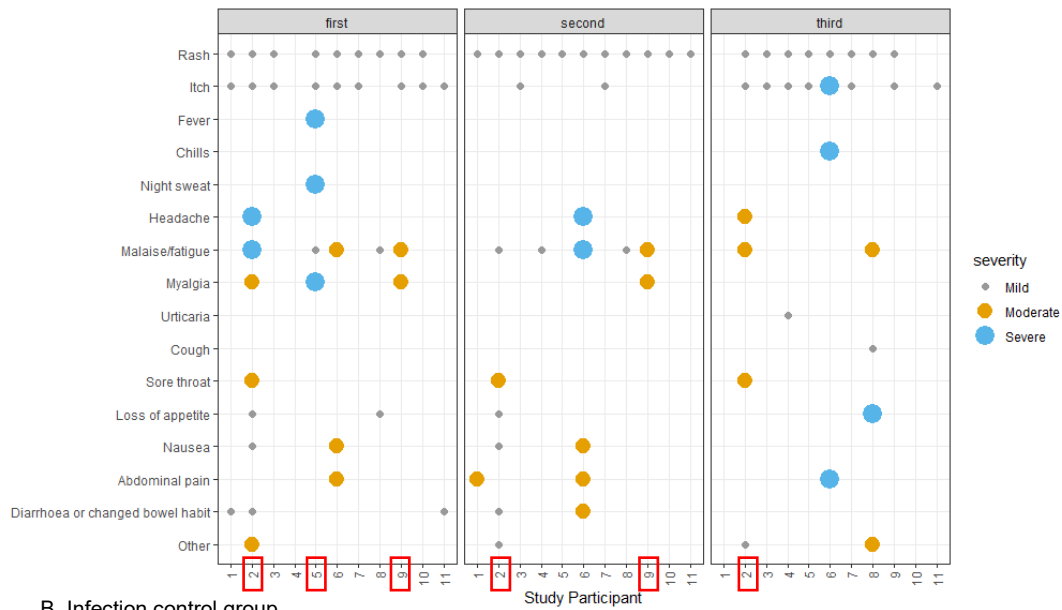 first second third
Rash
Itch
Fever
Chills
Night sweat
Headache
Malaise/fatigue
Myalgia
Urticaria
Cough
Sore throat
Loss of appetite
Nausea
Abdominal pain
Diarrhoea or changed bowel habit
Other
1 2 3 4 5 6 7 8 9 10 11 1 2 3 4 5 6 7 8 9 10 11 1 2 3 4 5 6 7 8 9 10 11
Study Participant
severity
Mild
Moderate
Severe
B. Infection control group